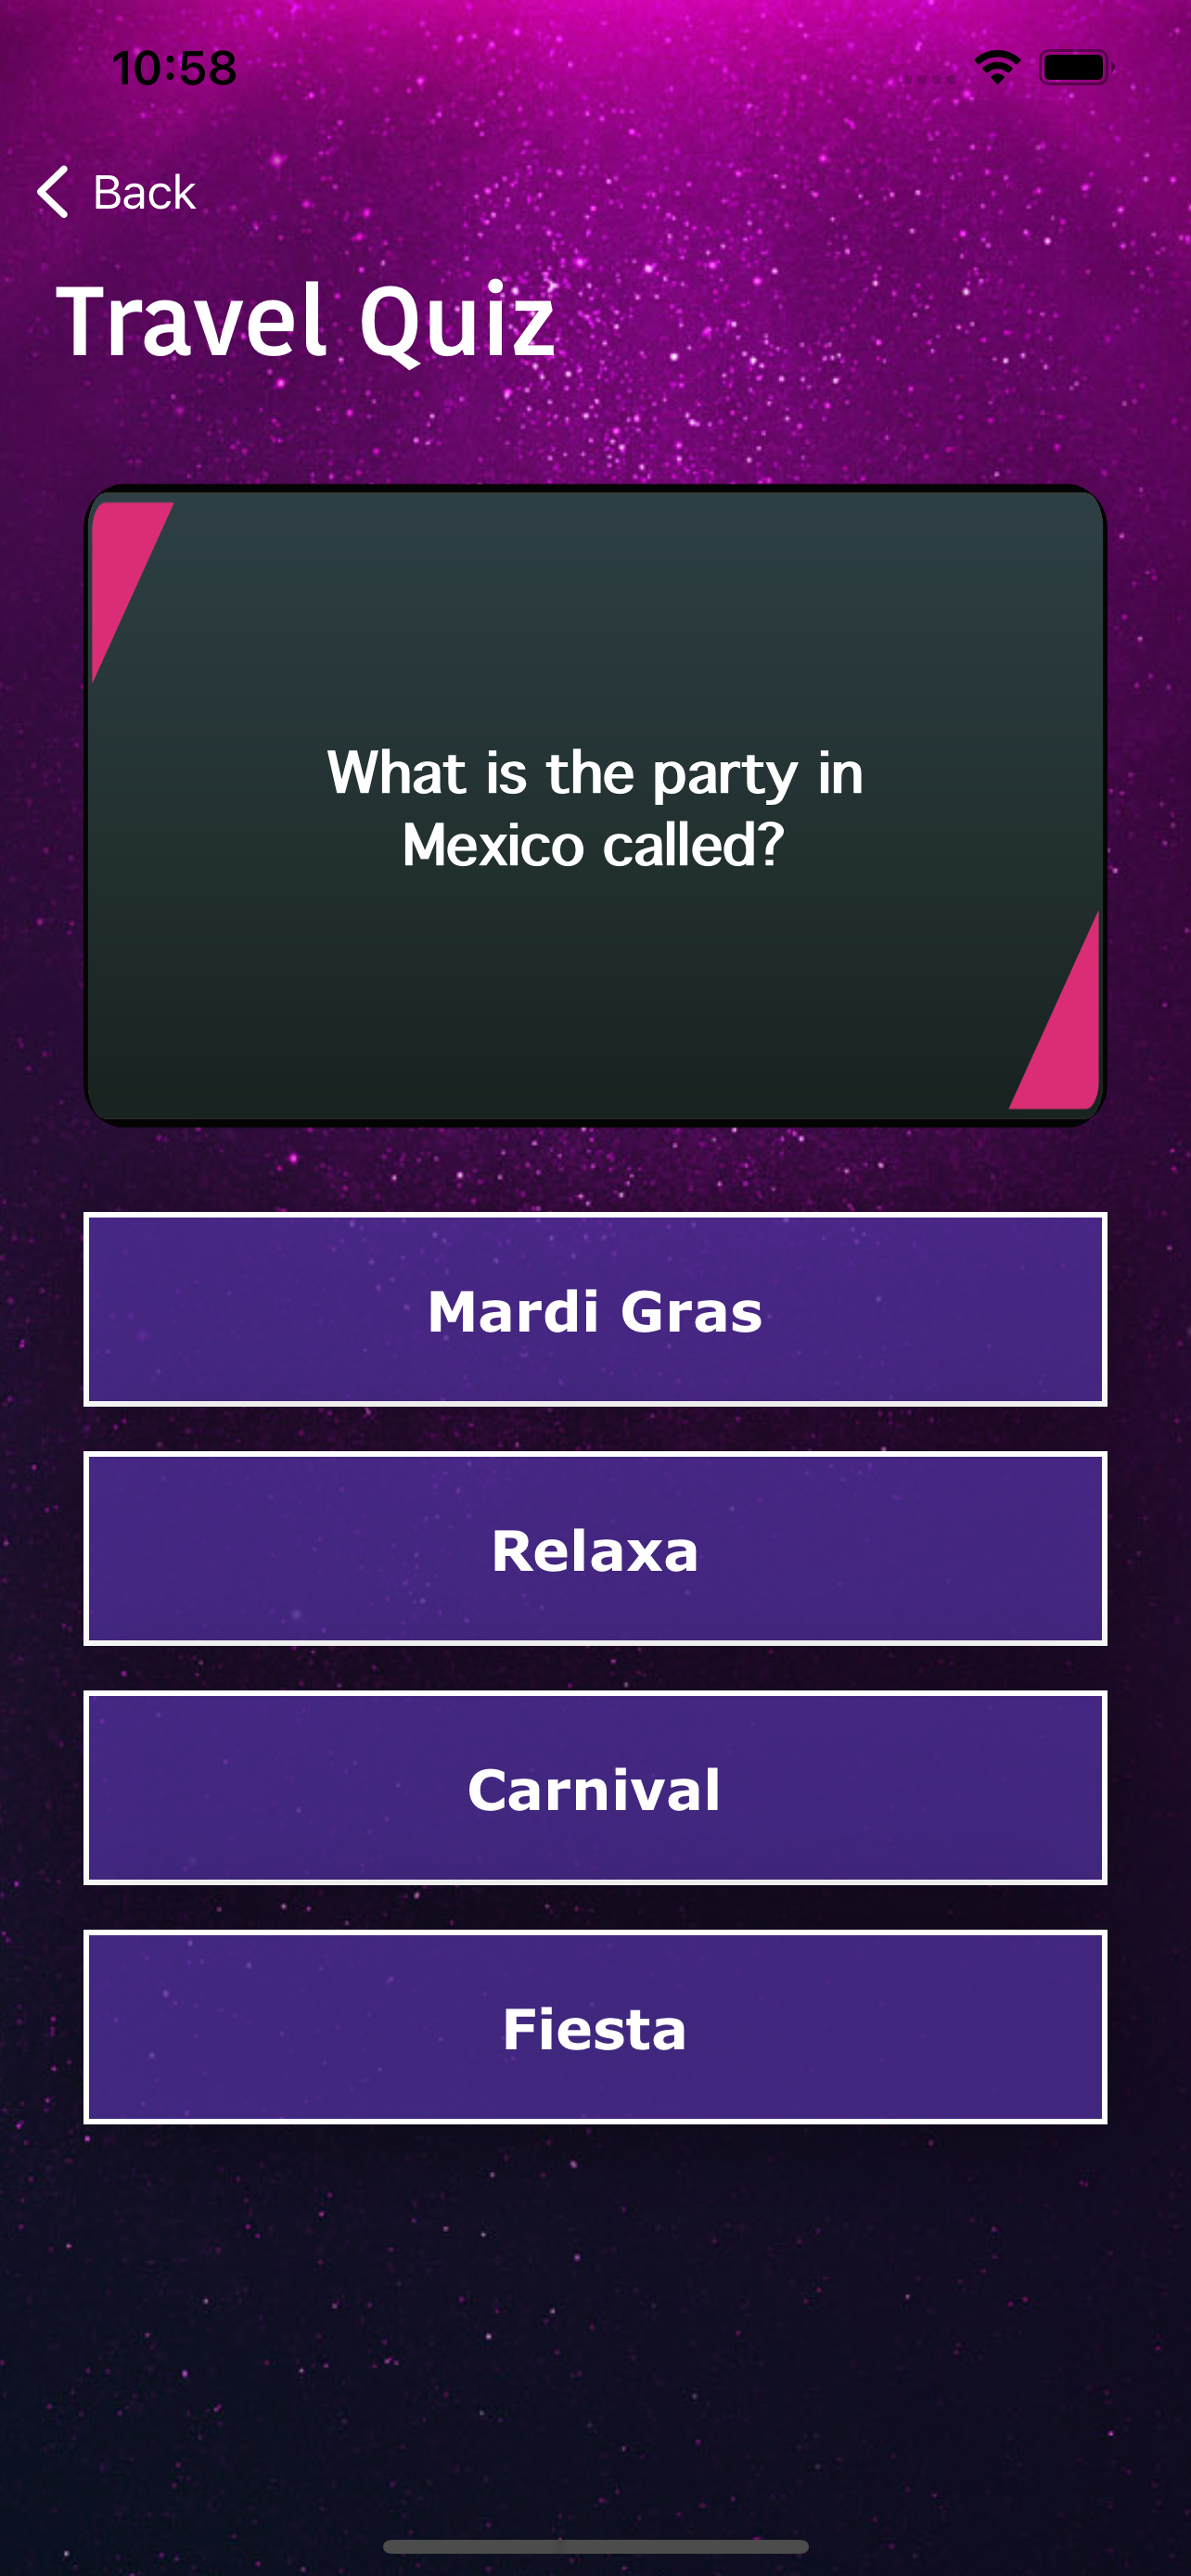 10:58
Back
Travel Quiz
What is the party in
Mexico called?
Mardi Gras
Relaxa
Carnival
Fiesta